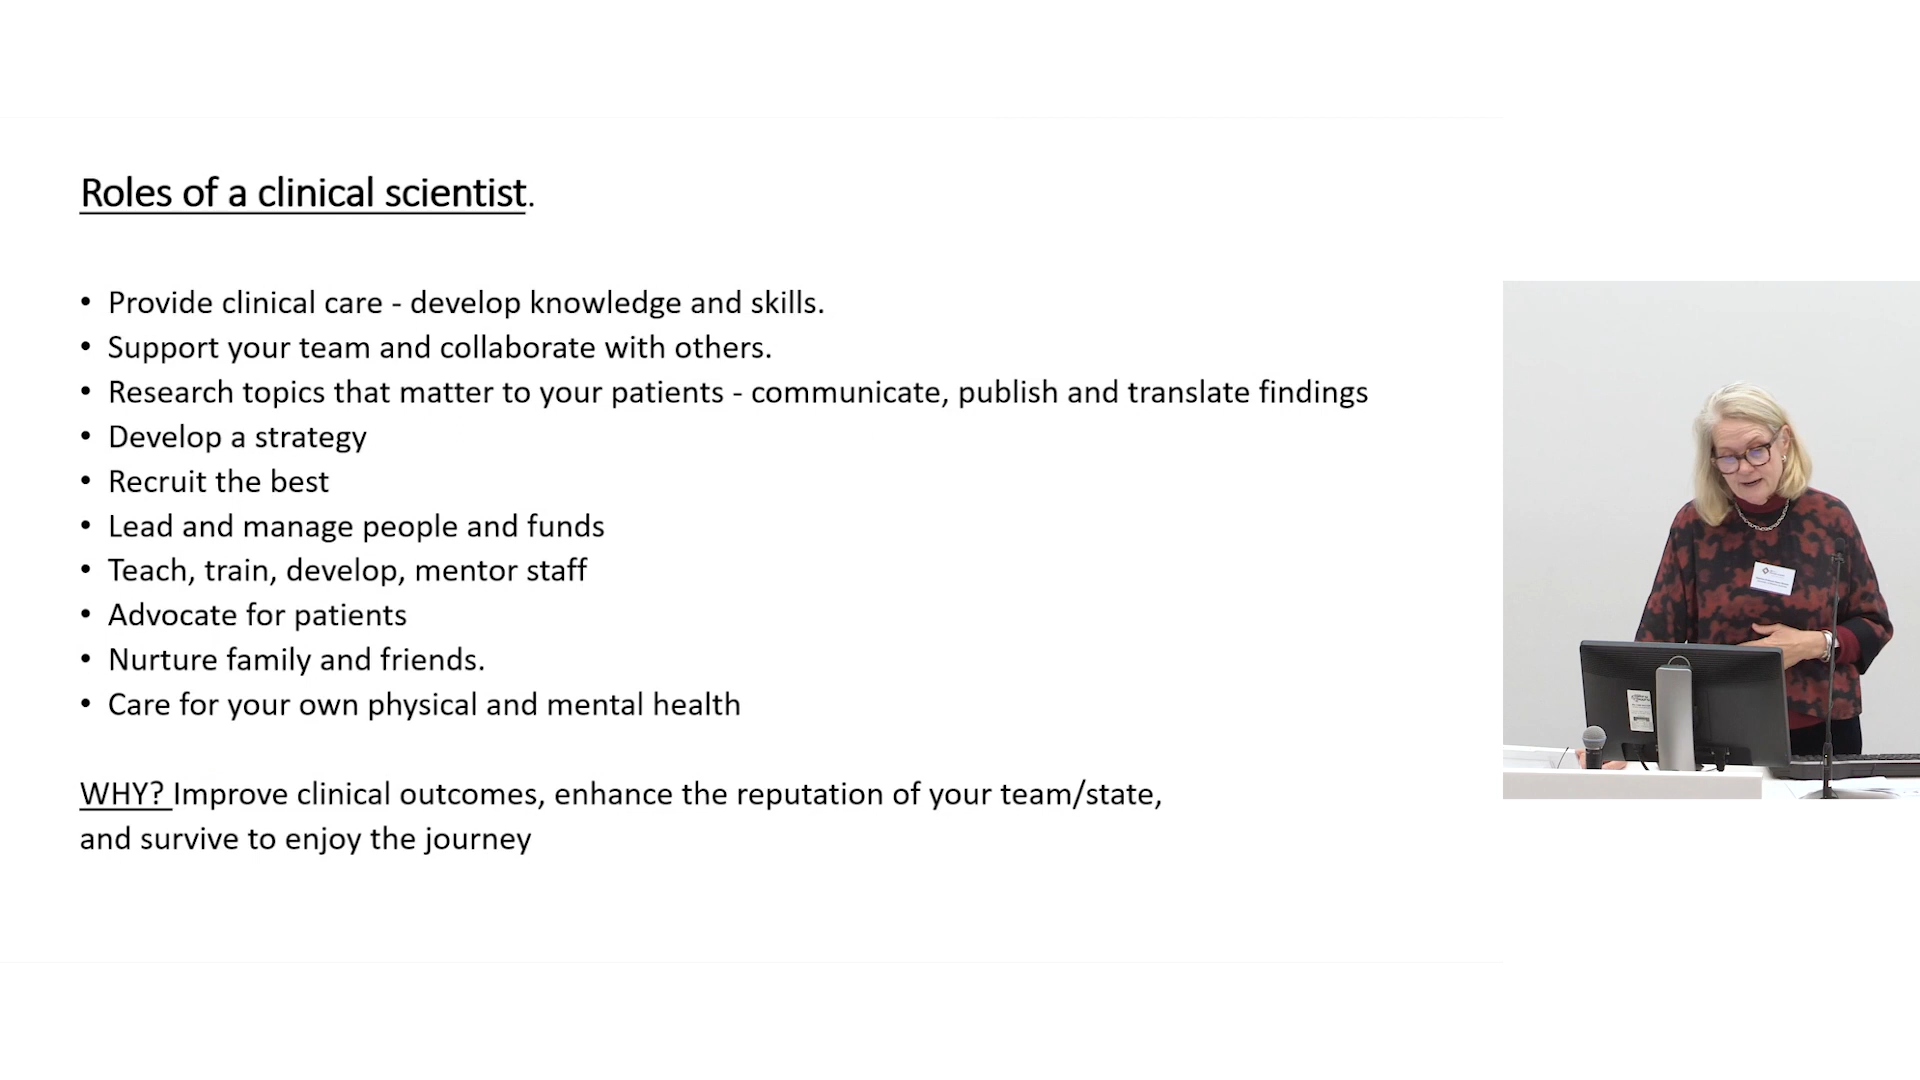 Roles of a clinical scientist.
• Provide clinical care - develop knowledge and skills.
• Support your team and collaborate with others.
• Research topics that matter to your patients - communicate, publish and translate findings
• Develop a strategy
• Recruit the best
• Lead and manage people and funds
• Teach, train, develop, mentor staff
• Advocate for patients
• Nurture family and friends.
• Care for your own physical and mental health
WHY? Improve clinical outcomes, enhance the reputation of your team/state,
and survive to enjoy the journey